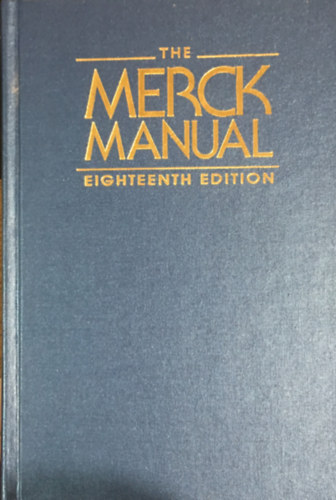 THE
MERCK
MANUAL
EIGHTEENTH EDITION